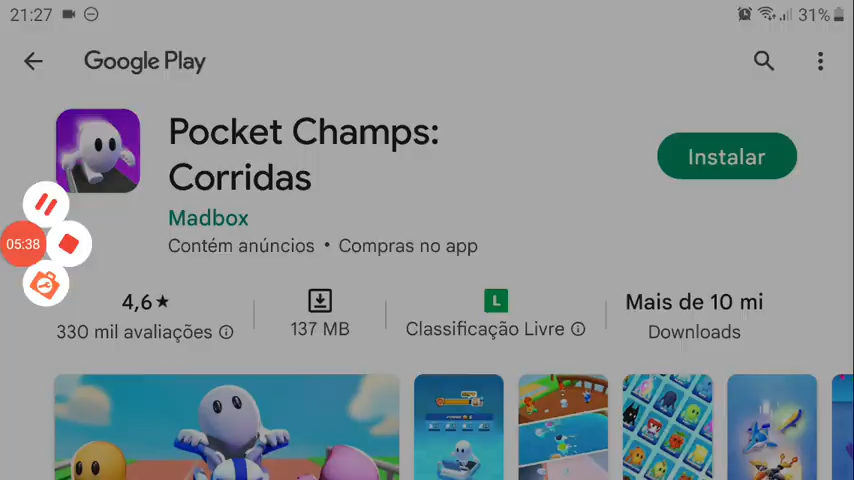 21:27
31%
Google Play
Pocket Champs:
Corridas
Instalar
Madbox
Contém anúncios • Compras no app
05:38
4,6★
330 mil avaliações
137 MB
L
Classificação Livre
Mais de 10 mi
Downloads